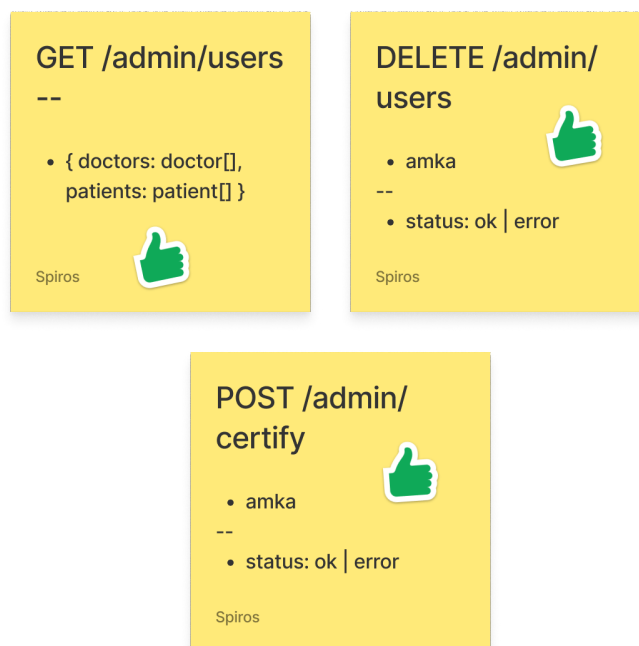 GET /admin/users
--
• { doctors: doctor[],
patients: patient[] }
Spiros
DELETE /admin/
users
• amka
--
• status: ok | error
Spiros
POST /admin/
certify
• amka
--
• status: ok | error
Spiros